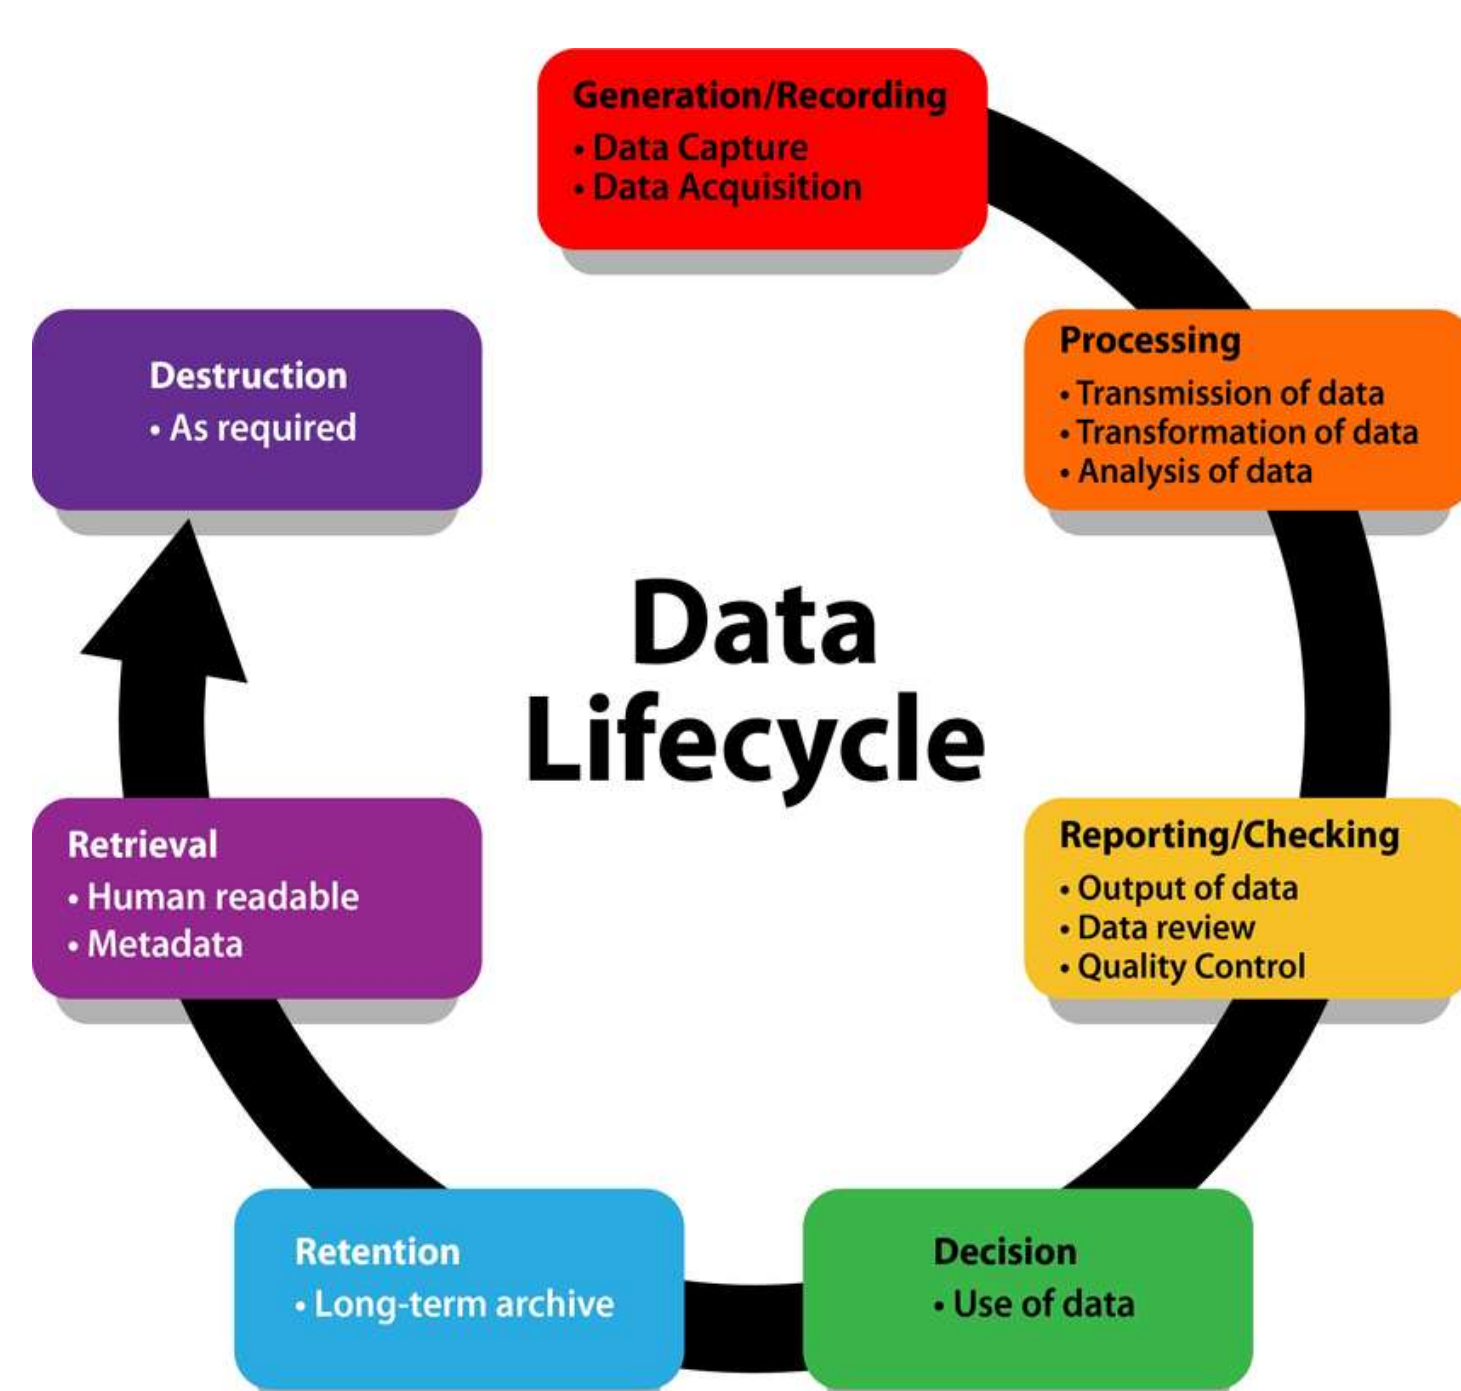 Generation/Recording
• Data Capture
• Data Acquisition
Processing
• Transmission of data
• Transformation of data
• Analysis of data
Reporting/Checking
• Output of data
• Data review
• Quality Control
Decision
• Use of data
Retention
• Long-term archive
Retrieval
• Human readable
• Metadata
Destruction
• As required
Data
Lifecycle